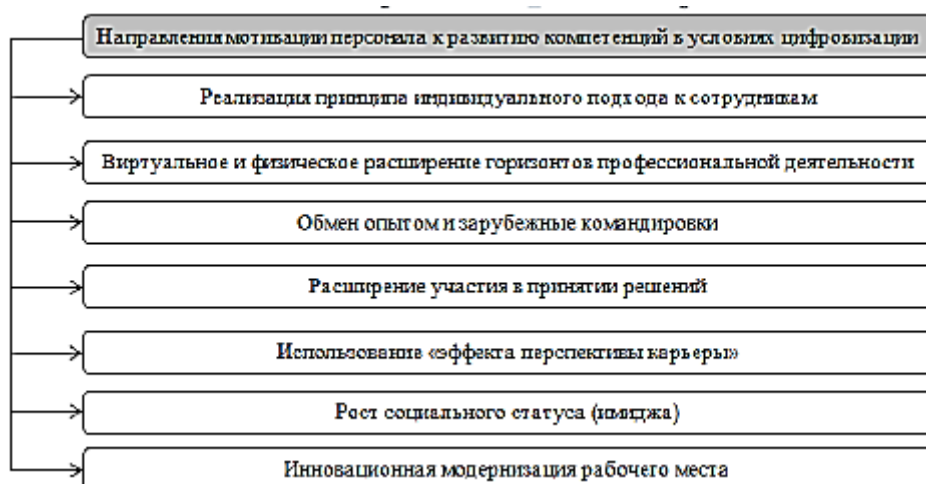 Направления мотивации персонала к развитию компетенций в условиях цифровизации
Реализация принципа индивидуального подхода к сотрудникам
Виртуальное и физическое расширение горизонтов профессиональной деятельности
Обмен опытом и зарубежные командировки
Расширение участия в принятии решений
Использование «эффекта перспективы карьеры»
Рост социального статуса (имиджа)
Инновационная модернизация рабочего места